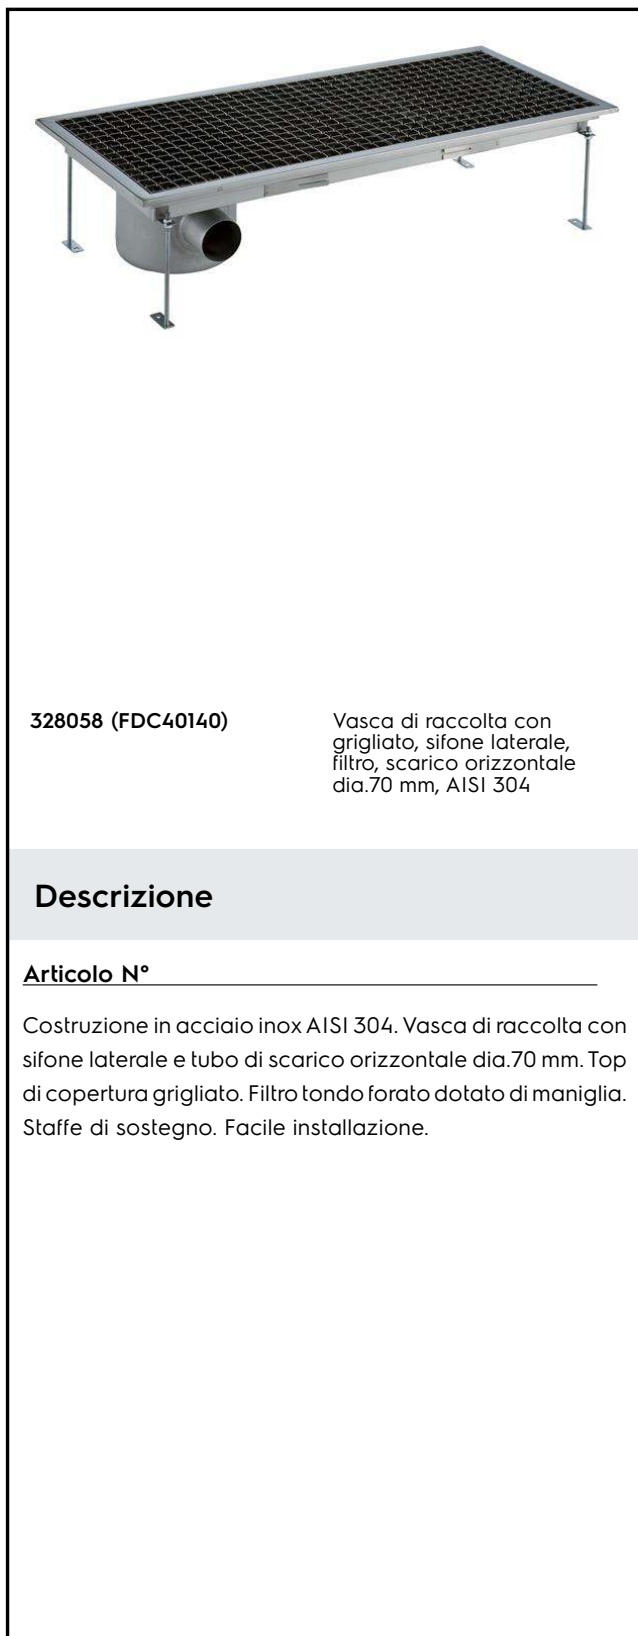 328058 (FDC40140)
Vasca di raccolta con
grigliato, sifone laterale,
filtro, scarico orizzontale
dia.70 mm, AISI 304
Descrizione
Articolo N°
Costruzione in acciaio inox AISI 304. Vasca di raccolta con
sifone laterale e tubo di scarico orizzontale dia.70 mm. Top
di copertura grigliato. Filtro tondo forato dotato di maniglia.
Staffe di sostegno. Facile installazione.